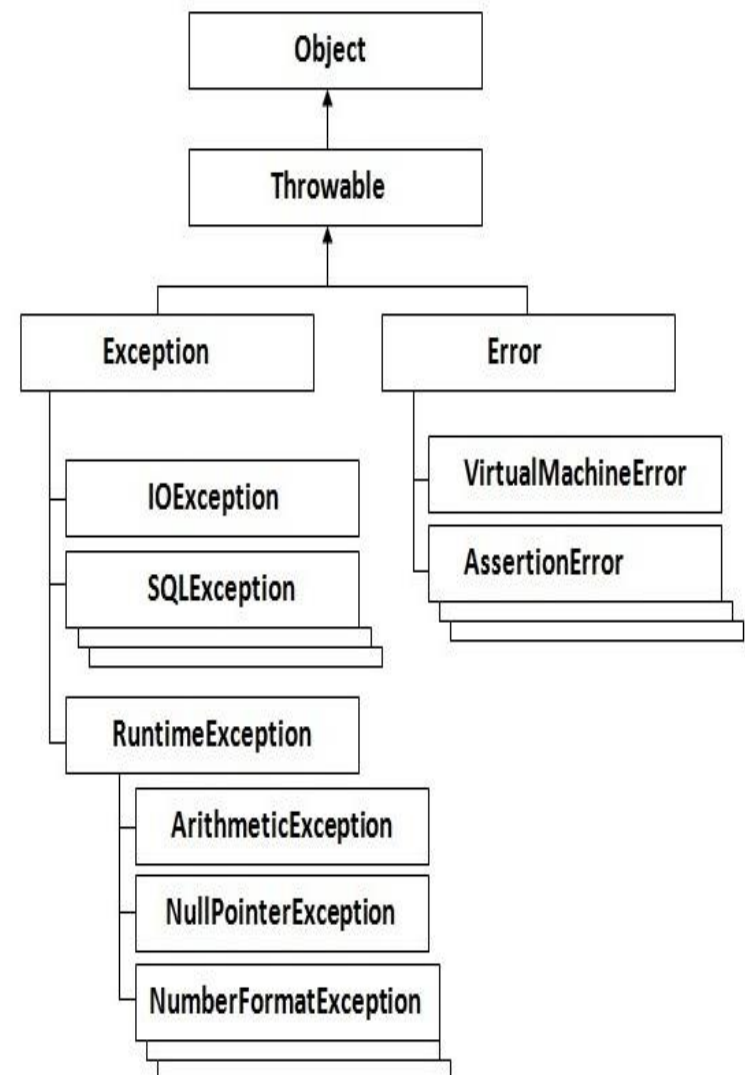 Object
Throwable
Exception
Error
IOException
SQLException
VirtualMachineError
AssertionError
RuntimeException
ArithmeticException
NullPointerException
NumberFormatException